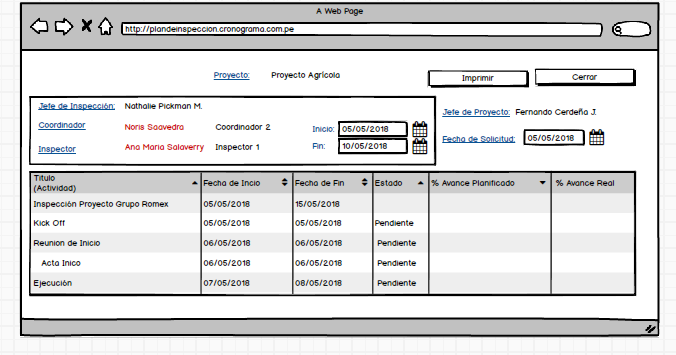 A Web Page
http://plandeinspeccion.cronograma.com.pe
Proyecto: Proyecto Agrícola Imprimir Cerrar
Jefe de Inspección: Nathalie Pickman M.
Jefe de Proyecto: Fernando Cerdeña J.
Coordinador Noris Saavedra Coordinador 2 Inicio: 05/05/2018
Fecha de Solicitud: 05/05/2018
Inspector Ana Maria Salaverry Inspector 1 Fin: 10/05/2018
Titulo
(Actividad) Fecha de Incio Fecha de Fin Estado % Avance Planificado % Avance Real
Inspección Proyecto Grupo Romex 05/05/2018 15/05/2018
Kick Off 05/05/2018 05/05/2018 Pendiente
Reunion de Inicio 06/05/2018 06/05/2018 Pendiente
Acta Inico 06/05/2018 06/05/2018 Pendiente
Ejecución 07/05/2018 08/05/2018 Pendiente